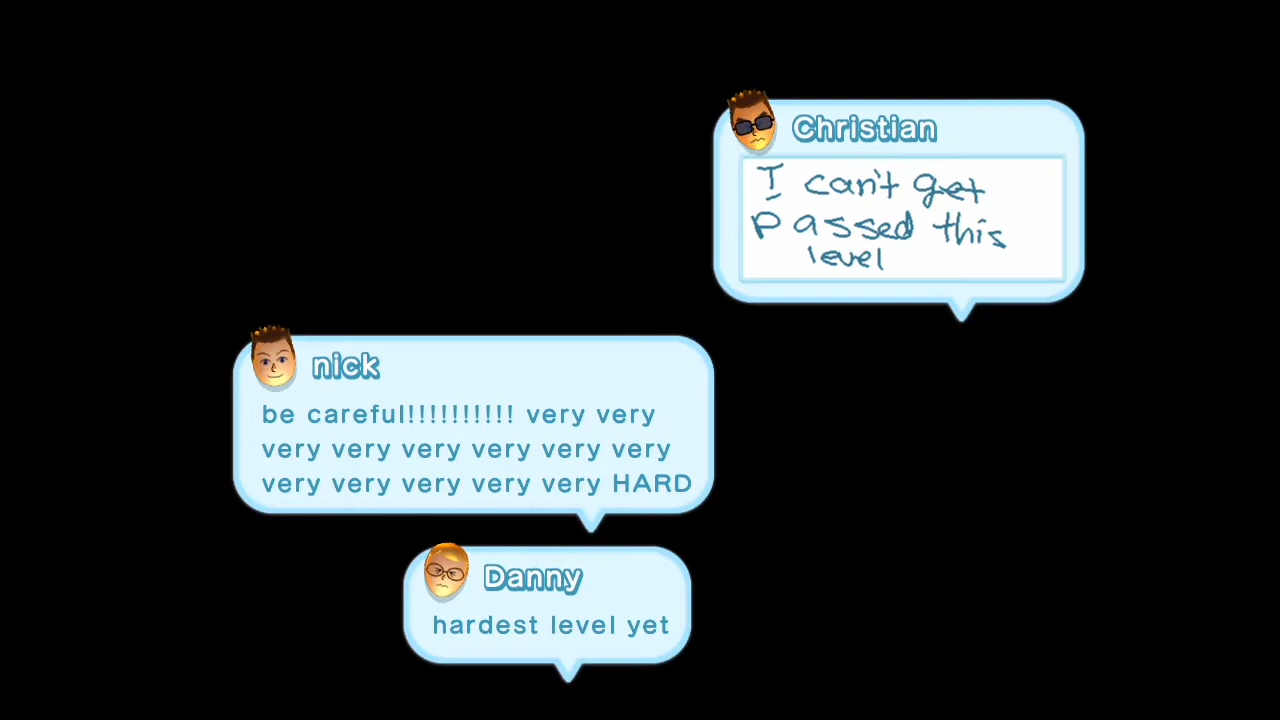 Christian
I can't get
Passed this
level
nick
be careful!!!!!!!!!! very very
very very very very very very
very very very very very HARD
Danny
hardest level yet